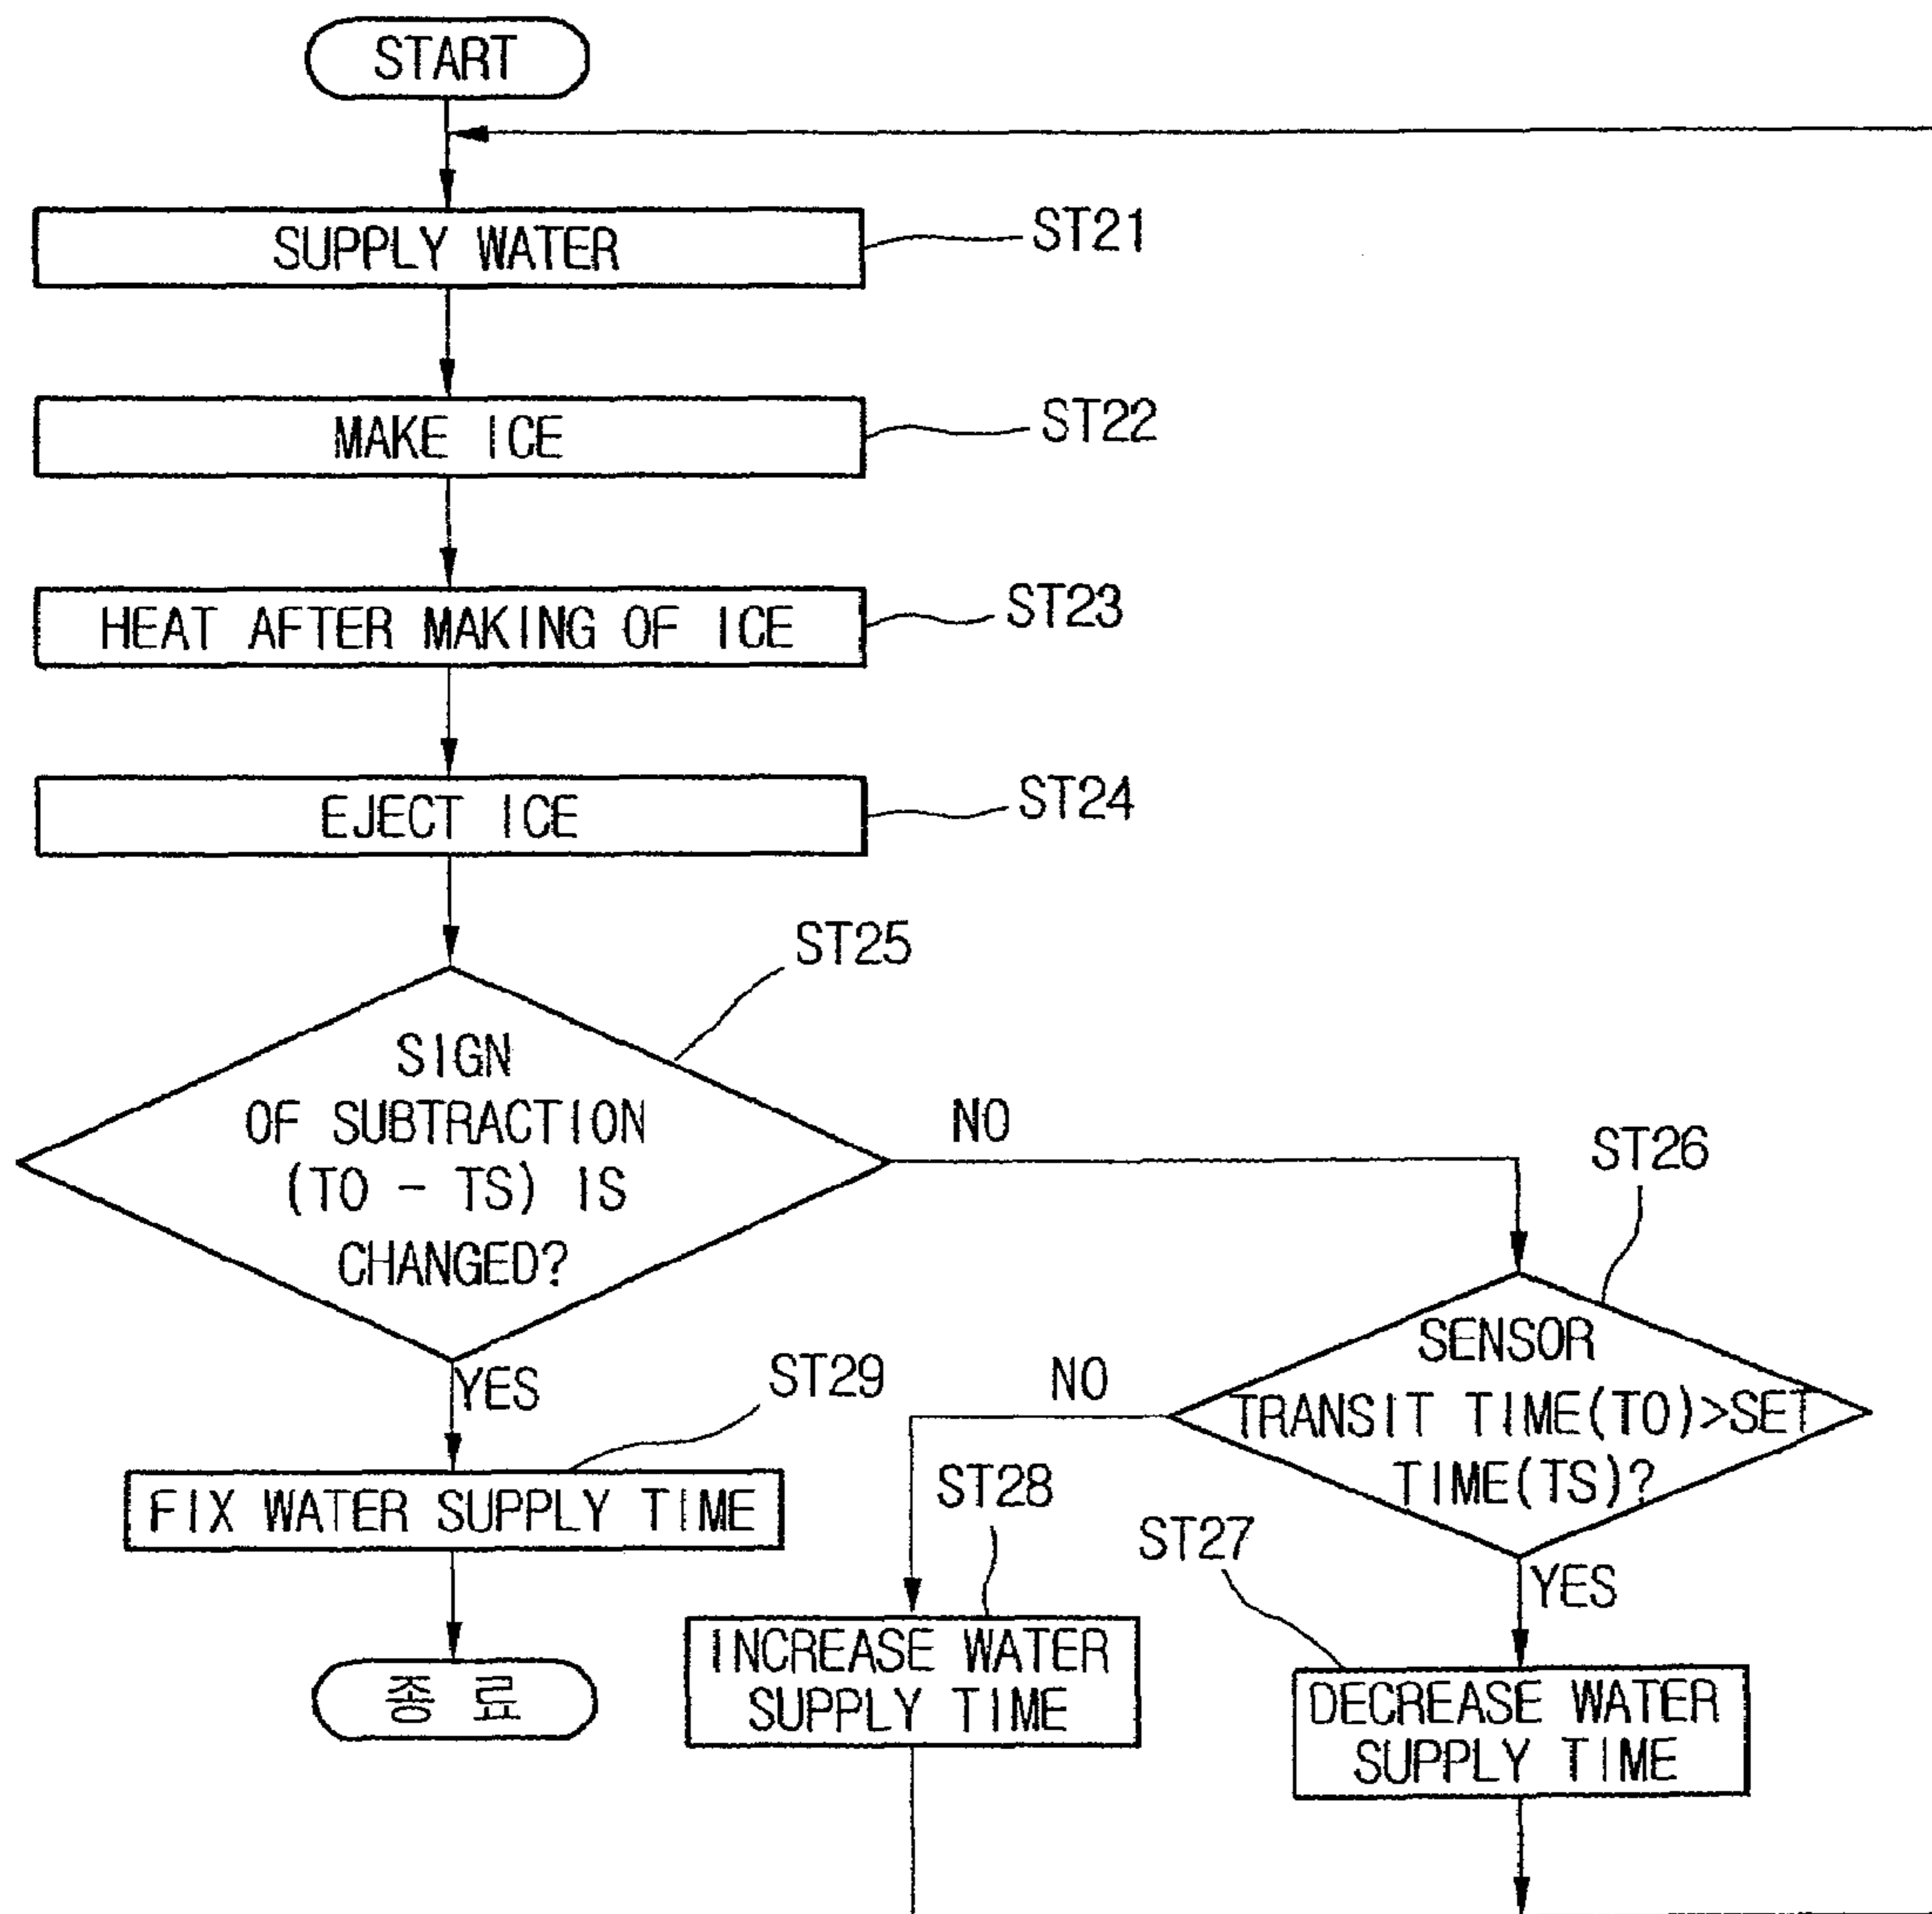 START
SUPPLY WATER
ST21
MAKE ICE
ST22
HEAT AFTER MAKING OF ICE
ST23
EJECT ICE
ST24
ST25
SIGN
OF SUBTRACTION
(TO - TS) IS
CHANGED?
NO
YES
ST26
SENSOR
TRANSIT TIME(TO)>SET
TIME(TS)?
NO
YES
ST29
FIX WATER SUPPLY TIME
종 료
ST28
INCREASE WATER
SUPPLY TIME
ST27
DECREASE WATER
SUPPLY TIME